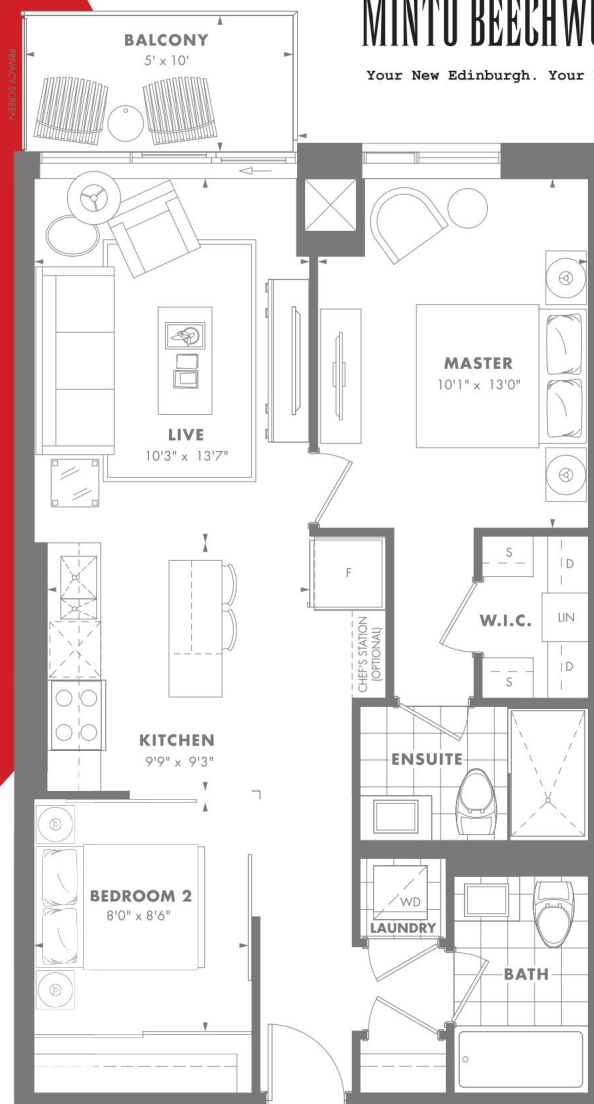 MINTO
Your New Edinburgh. Your
PRIVACY SCREEN
BALCONY
5' x 10'
MASTER
10'1" x 13'0"
LIVE
10'3" x 13'7"
F
S
D
W.I.C.
LIN
CHEF'S STATION
(OPTIONAL)
S
D
KITCHEN
9'9" x 9'3"
ENSUITE
BEDROOM 2
8'0" x 8'6"
WD
LAUNDRY
BATH